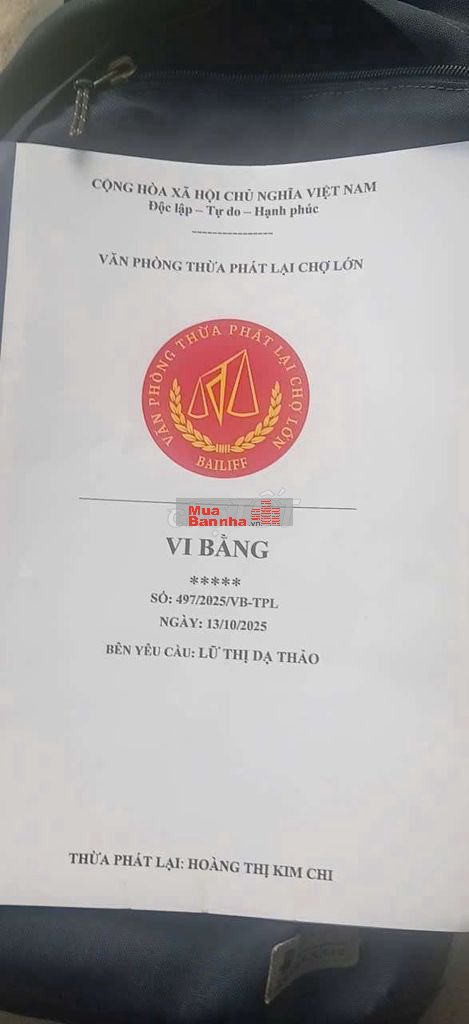 CỘNG HÒA XÃ HỘI CHỦ NGHĨA VIỆT NAM
Độc lập – Tự do – Hạnh phúc
----------------
VĂN PHÒNG THỪA PHÁT LẠI CHỢ LỚN
VĂN PHÒNG THỪA PHÁT LẠI CHỢ LỚN
BAILIFF
Mua
Bannha.vn
VI BẰNG
*****
SỐ: 497/2025/VB-TPL
NGÀY: 13/10/2025
BÊN YÊU CẦU: LỮ THỊ DẠ THẢO
THỪA PHÁT LẠI: HOÀNG THỊ KIM CHI